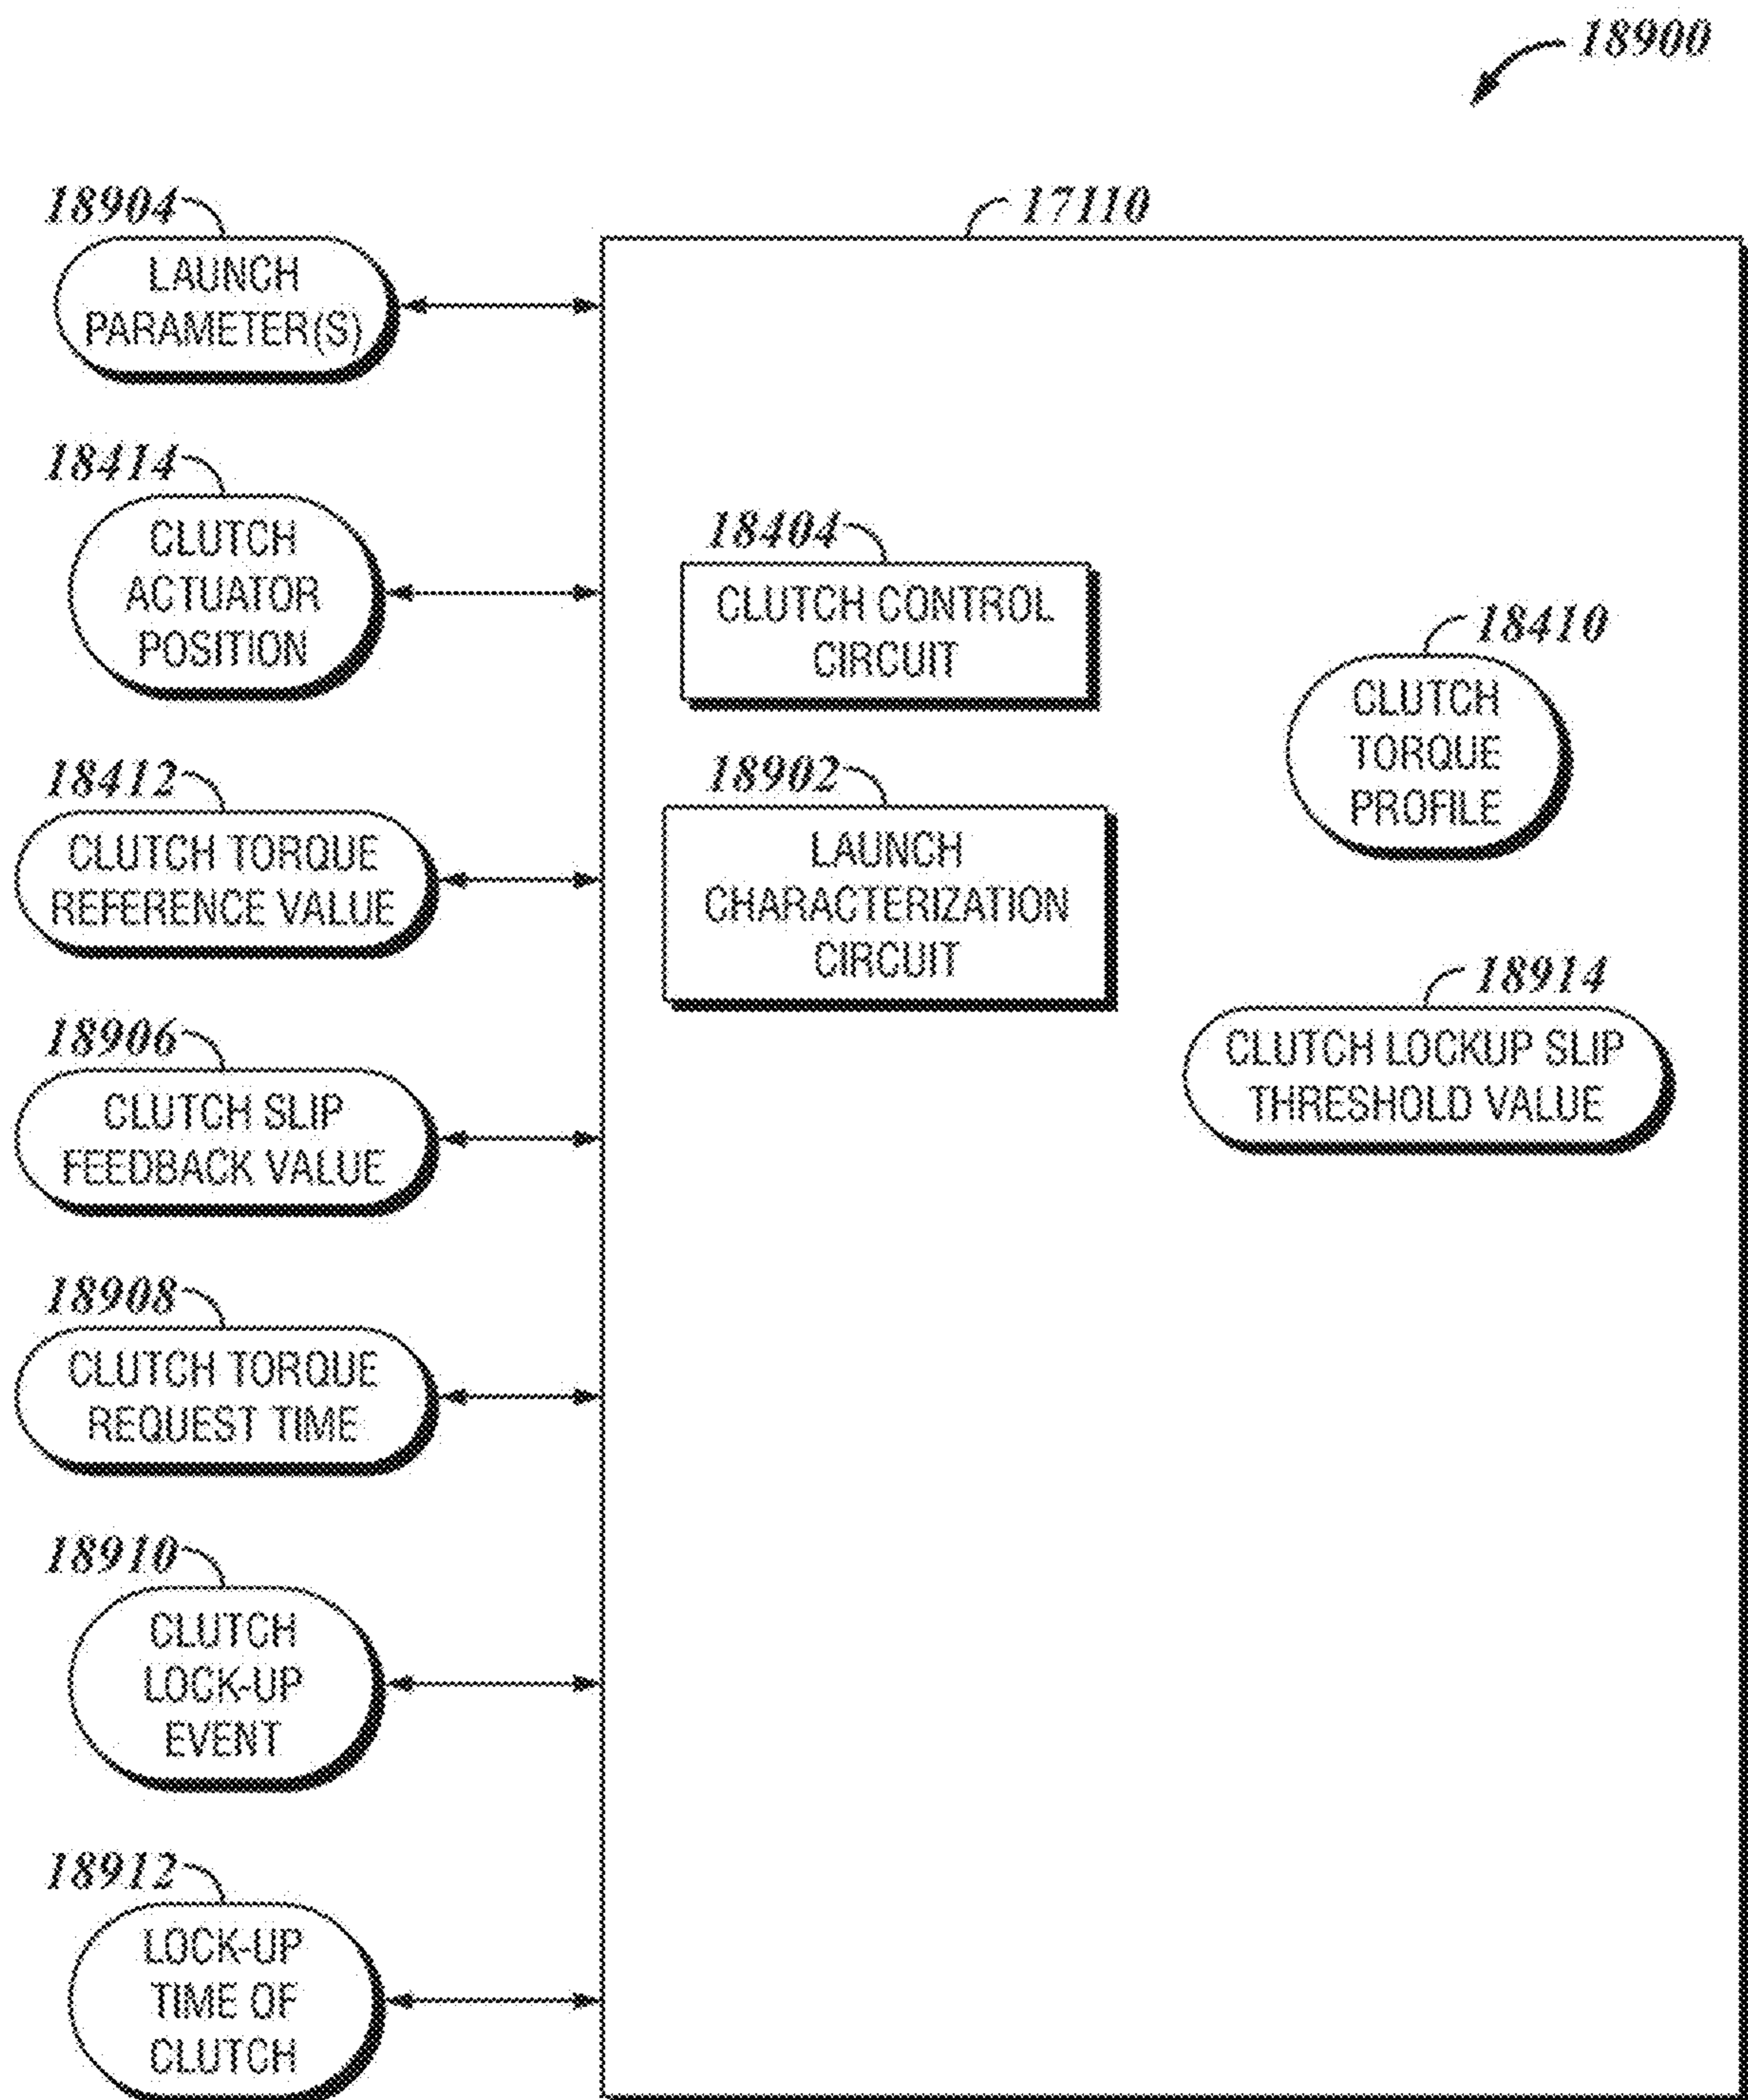 18900
18904
LAUNCH
PARAMETER(S)
18414
CLUTCH
ACTUATOR
POSITION
18412
CLUTCH TORQUE
REFERENCE VALUE
18906
CLUTCH SLIP
FEEDBACK VALUE
18908
CLUTCH TORQUE
REQUEST TIME
18910
CLUTCH
LOCK-UP
EVENT
18912
LOCK-UP
TIME OF
CLUTCH
17110
18404
CLUTCH CONTROL
CIRCUIT
18902
LAUNCH
CHARACTERIZATION
CIRCUIT
18410
CLUTCH
TORQUE
PROFILE
18914
CLUTCH LOCKUP SLIP
THRESHOLD VALUE